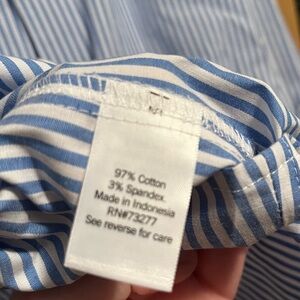 97% Cotton
3% Spandex
Made in Indonesia
RN#73277
See reverse for care